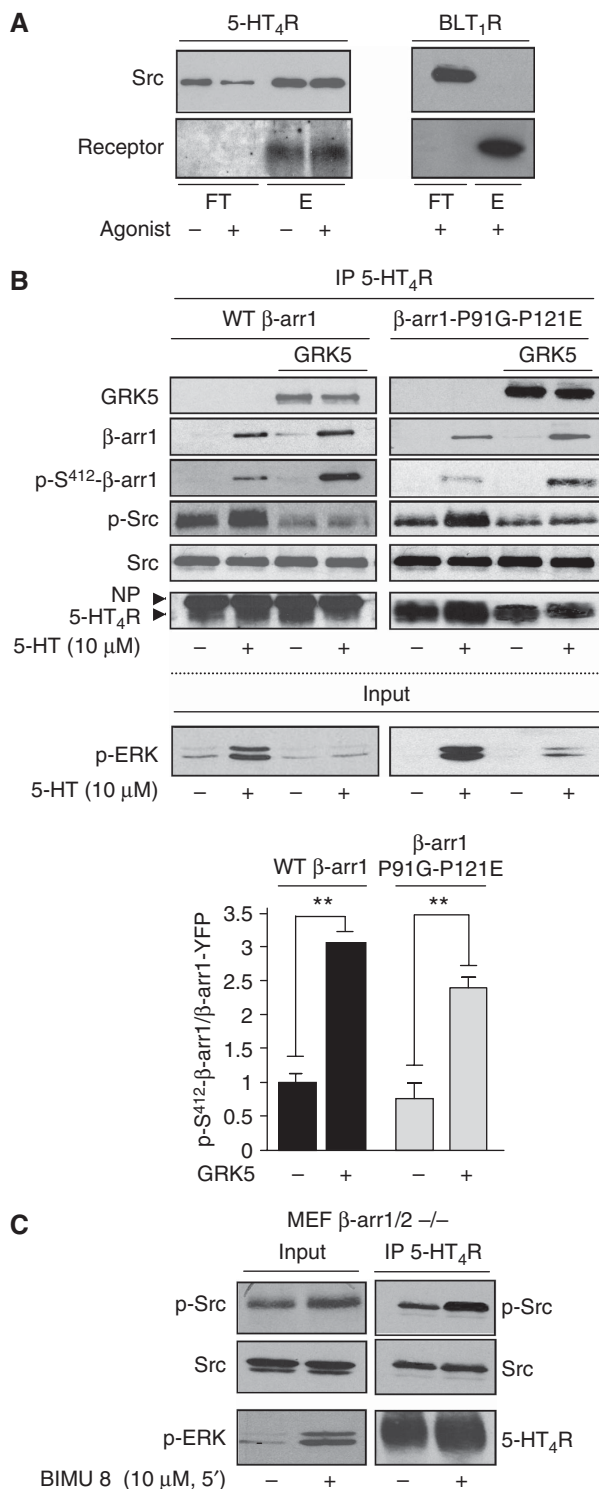 A
5-HT4R BLT1R
Src
Receptor
FT E FT E
Agonist – + – + + +
B
IP 5-HT4R
WT β-arr1 β-arr1-P91G-P121E
GRK5 GRK5
GRK5
β-arr1
p-S412-β-arr1
p-Src
Src
NP
5-HT4R
5-HT (10 μM) – + – + – + – +
Input
p-ERK
5-HT (10 μM) – + – + – + – +
WT β-arr1 β-arr1 P91G-P121E
** **
p-S412-β-arr1/β-arr1-YFP
3.5
3
2.5
2
1.5
1
0.5
0
GRK5 – + – +
C
MEF β-arr1/2 –/–
Input IP 5-HT4R
p-Src p-Src
Src Src
p-ERK 5-HT4R
BIMU 8 (10 μM, 5′) – + – +